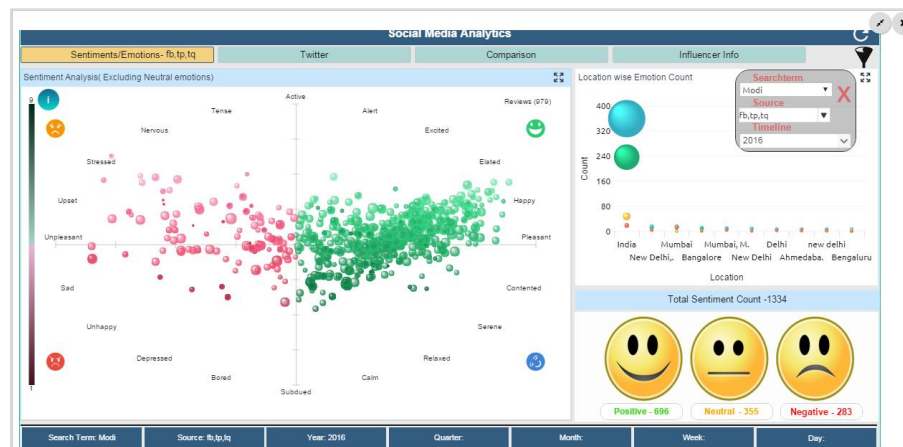 Social Media Analytics
Sentiments/Emotions- fb,tp,tq
Twitter
Comparison
Influencer Info
Sentiment Analysis( Excluding Neutral emotions)
9
i
Active
Tense
Alert
Reviews (979)
Nervous
Excited
Stressed
Elated
Upset
Happy
Unpleasant
Pleasant
Sad
Contented
Unhappy
Serene
Depressed
Relaxed
Bored
Calm
Subdued
1
Location wise Emotion Count
Searchterm
Modi
X
Source
fb,tp,tq
Timeline
2016
400
320
240
160
80
0
Count
India
Mumbai
Mumbai, M.
Delhi
new delhi
New Delhi,.
Bangalore
New Delhi
Ahmedaba.
Bengaluru
Location
Total Sentiment Count -1334
Positive - 696
Neutral - 355
Negative - 283
Search Term: Modi
Source: fb,tp,tq
Year: 2016
Quarter:
Month:
Week:
Day: